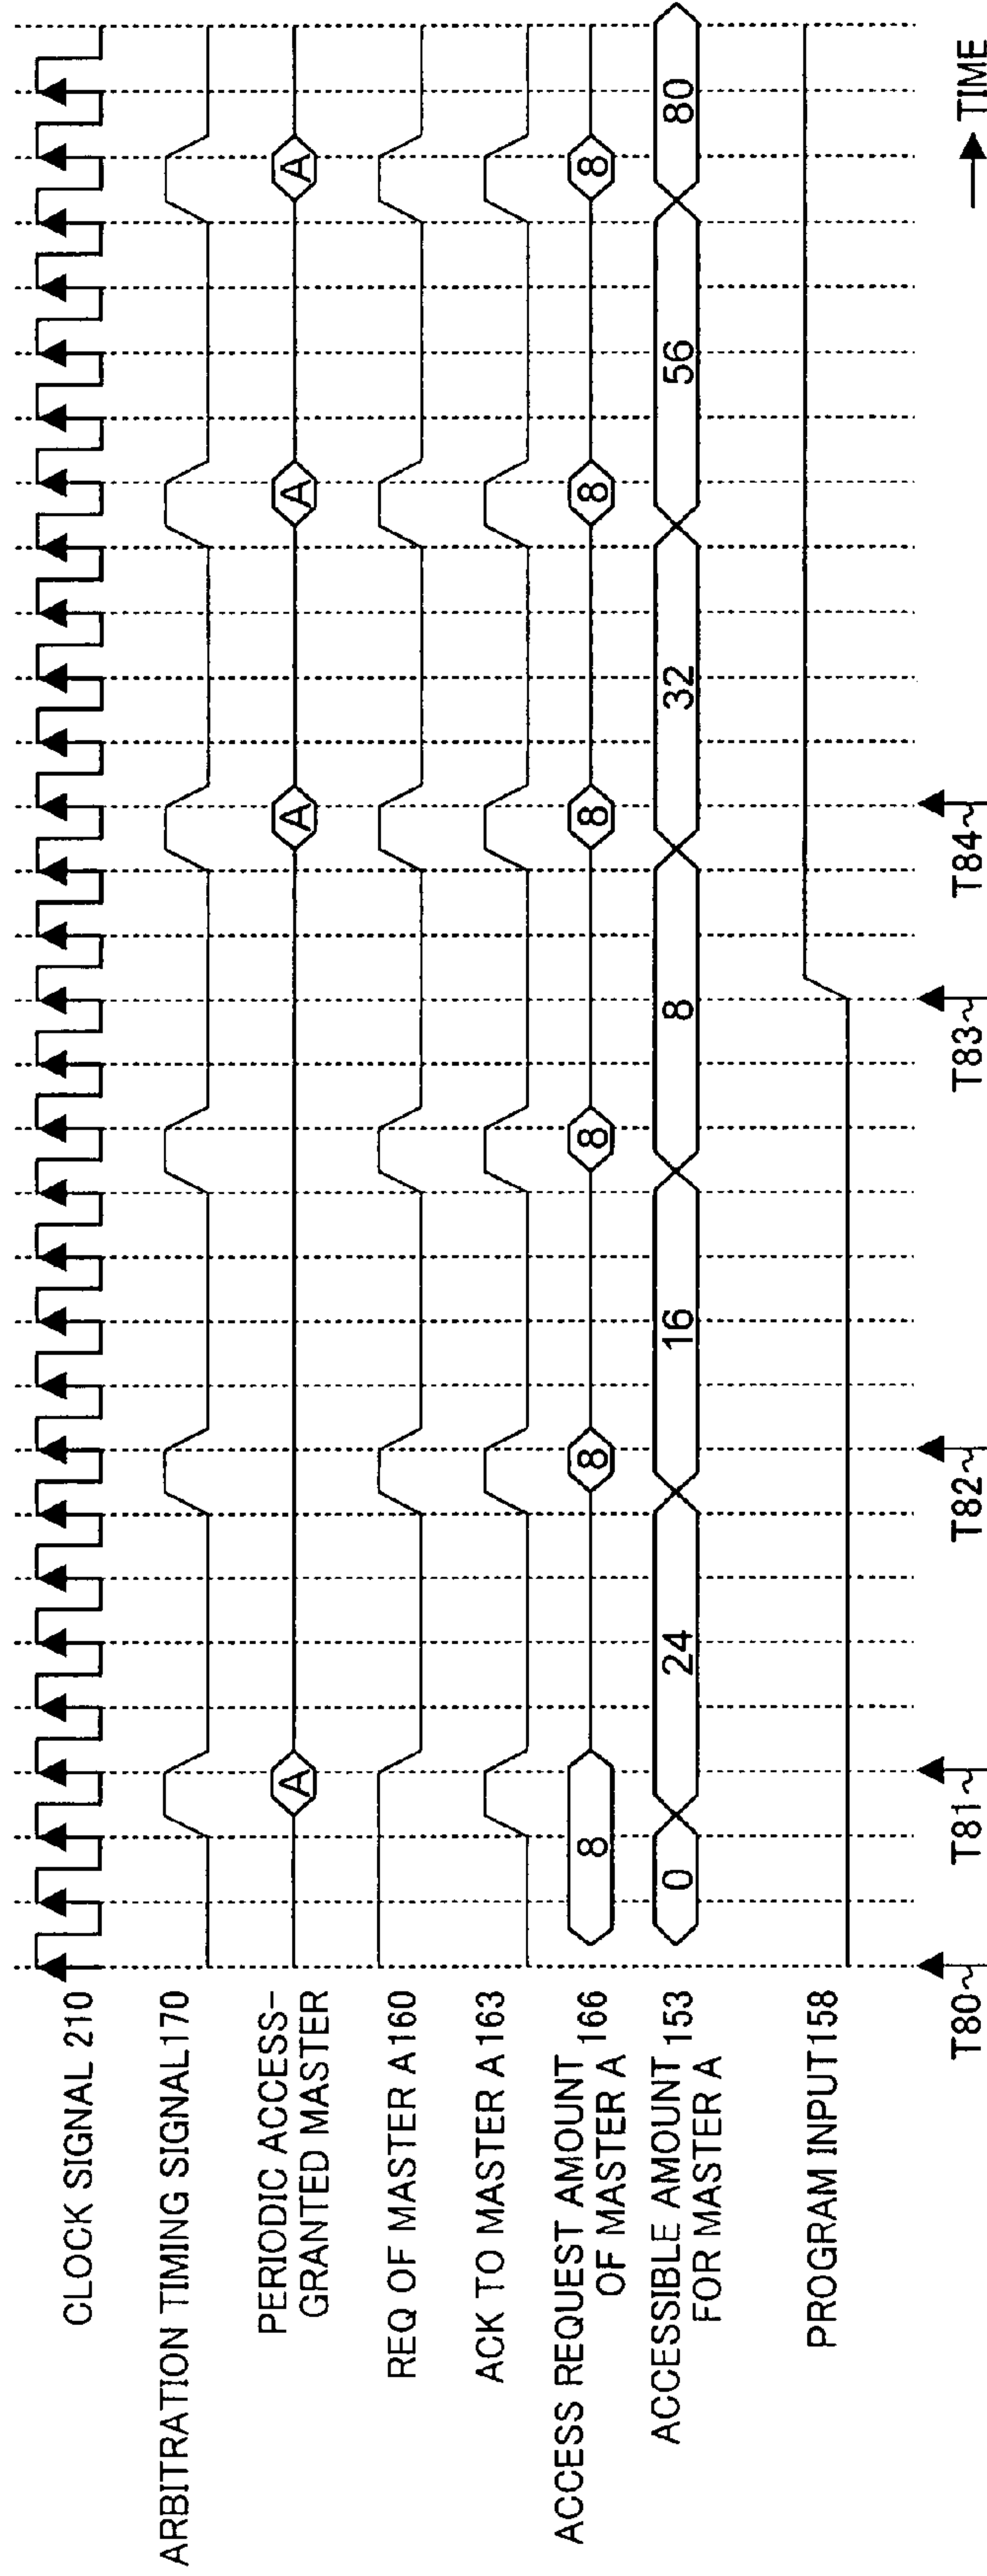 CLOCK SIGNAL 210
ARBITRATION TIMING SIGNAL170
PERIODIC ACCESS-
GRANTED MASTER
A A A A
REQ OF MASTER A160
ACK TO MASTER A163
ACCESS REQUEST AMOUNT 166
OF MASTER A
8 8 8 8 8 8
ACCESSIBLE AMOUNT 153
FOR MASTER A
0 24 16 8 32 56 80
PROGRAM INPUT158
T80 T81 T82 T83 T84
TIME